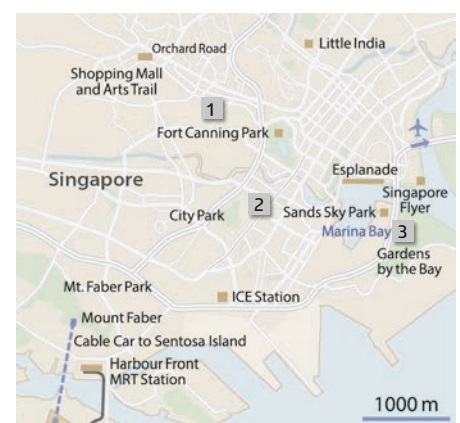 Orchard Road
Little India
Shopping Mall
and Arts Trail
1
Fort Canning Park
Esplanade
Singapore
Singapore
Flyer
2
City Park
Sands Sky Park
Marina Bay
3
Gardens
by the Bay
Mt. Faber Park
ICE Station
Mount Faber
Cable Car to Sentosa Island
Harbour Front
MRT Station
1000 m